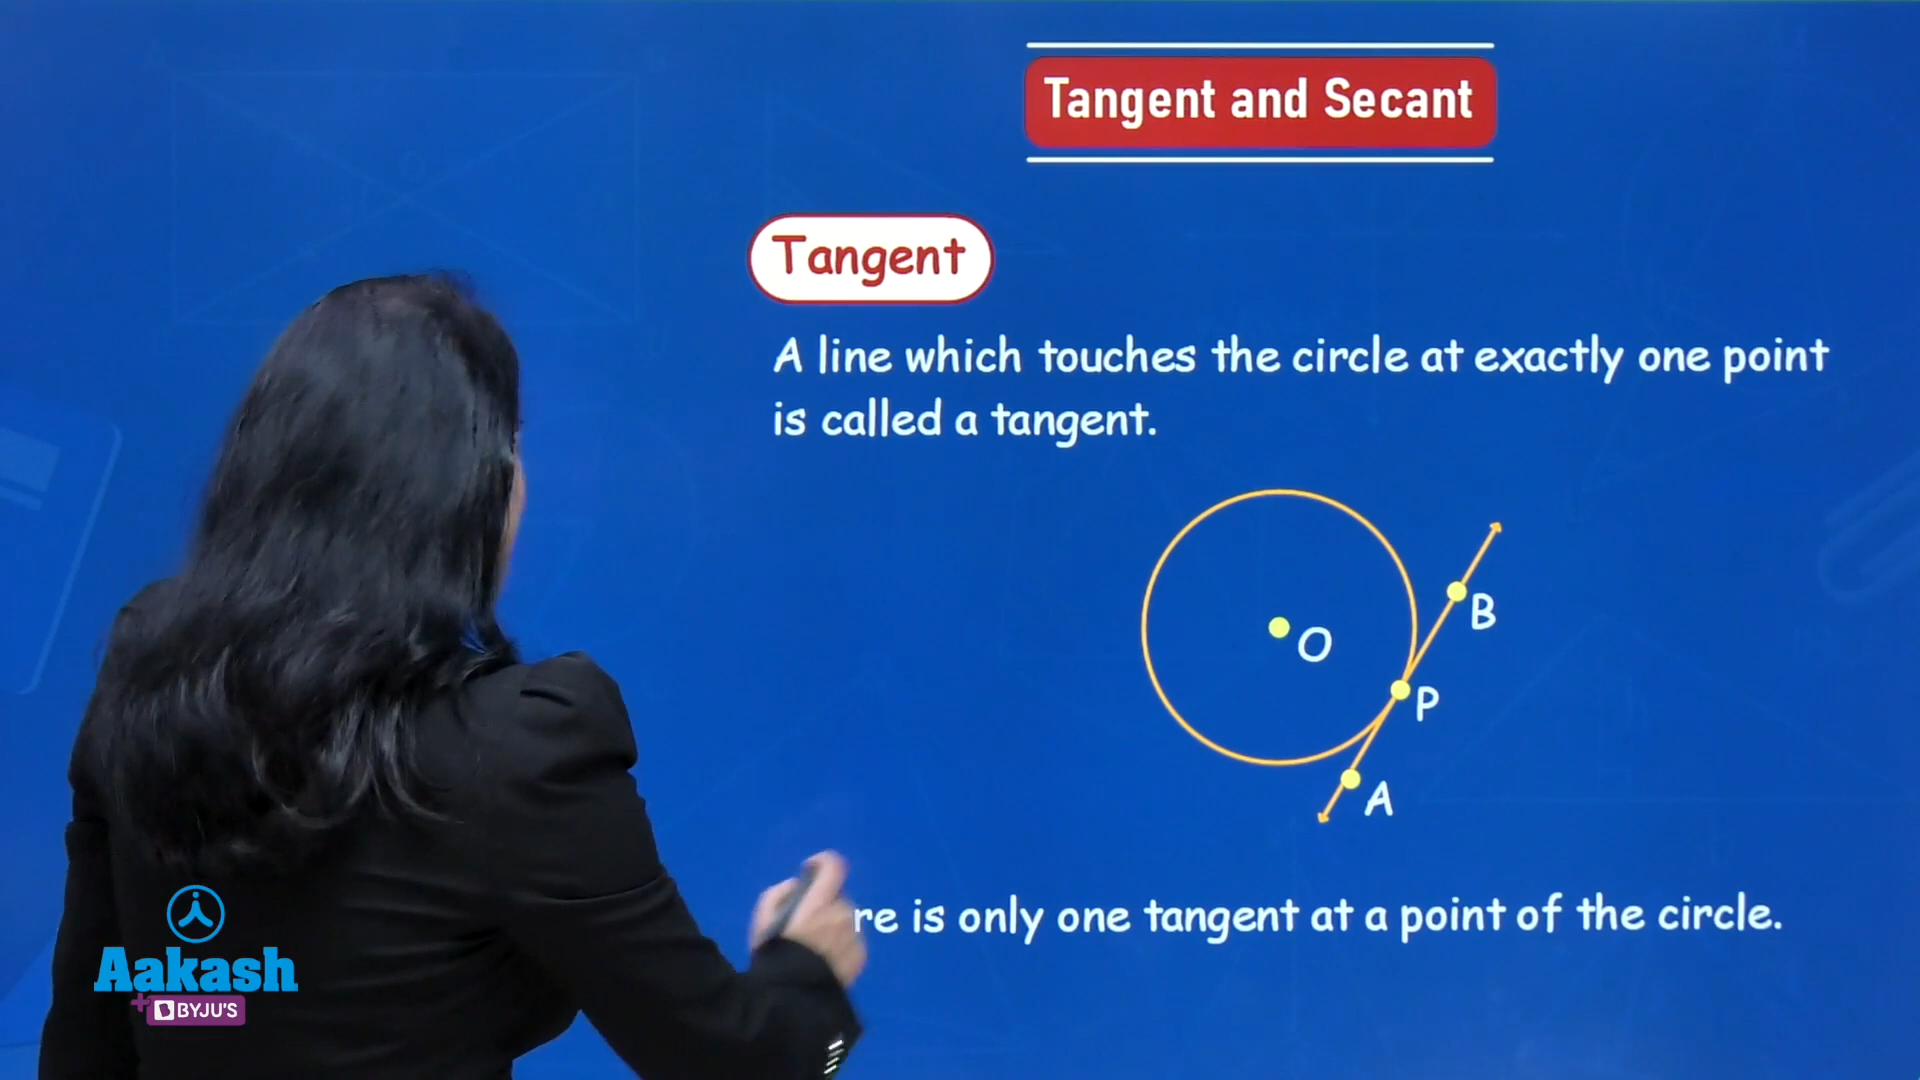 Tangent and Secant
Tangent
A line which touches the circle at exactly one point
is called a tangent.
O
B
P
A
is only one tangent at a point of the circle.
Aakash
+ BYJU'S